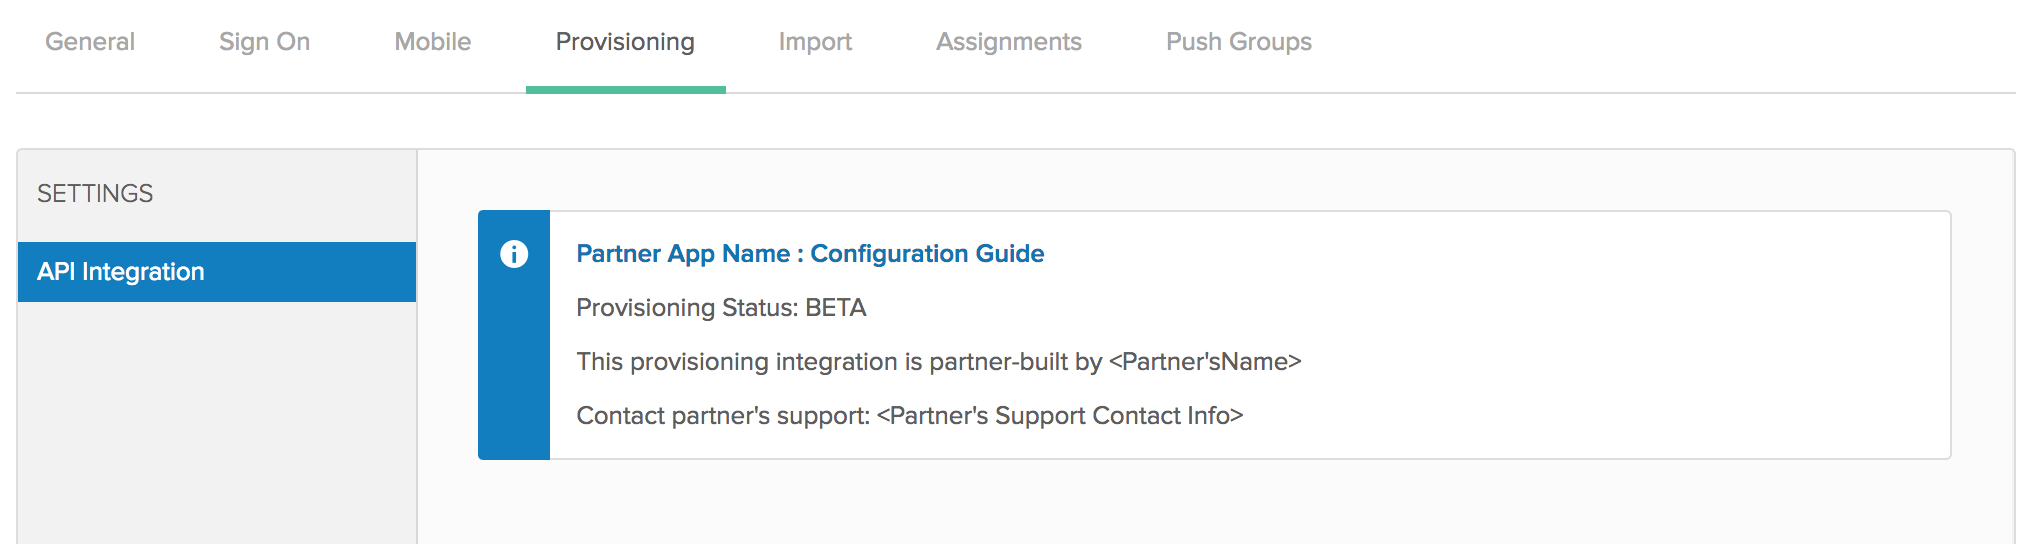 General
Sign On
Mobile
Provisioning
Import
Assignments
Push Groups
SETTINGS
API Integration
Partner App Name : Configuration Guide
Provisioning Status: BETA
This provisioning integration is partner-built by <Partner'sName>
Contact partner's support: <Partner's Support Contact Info>